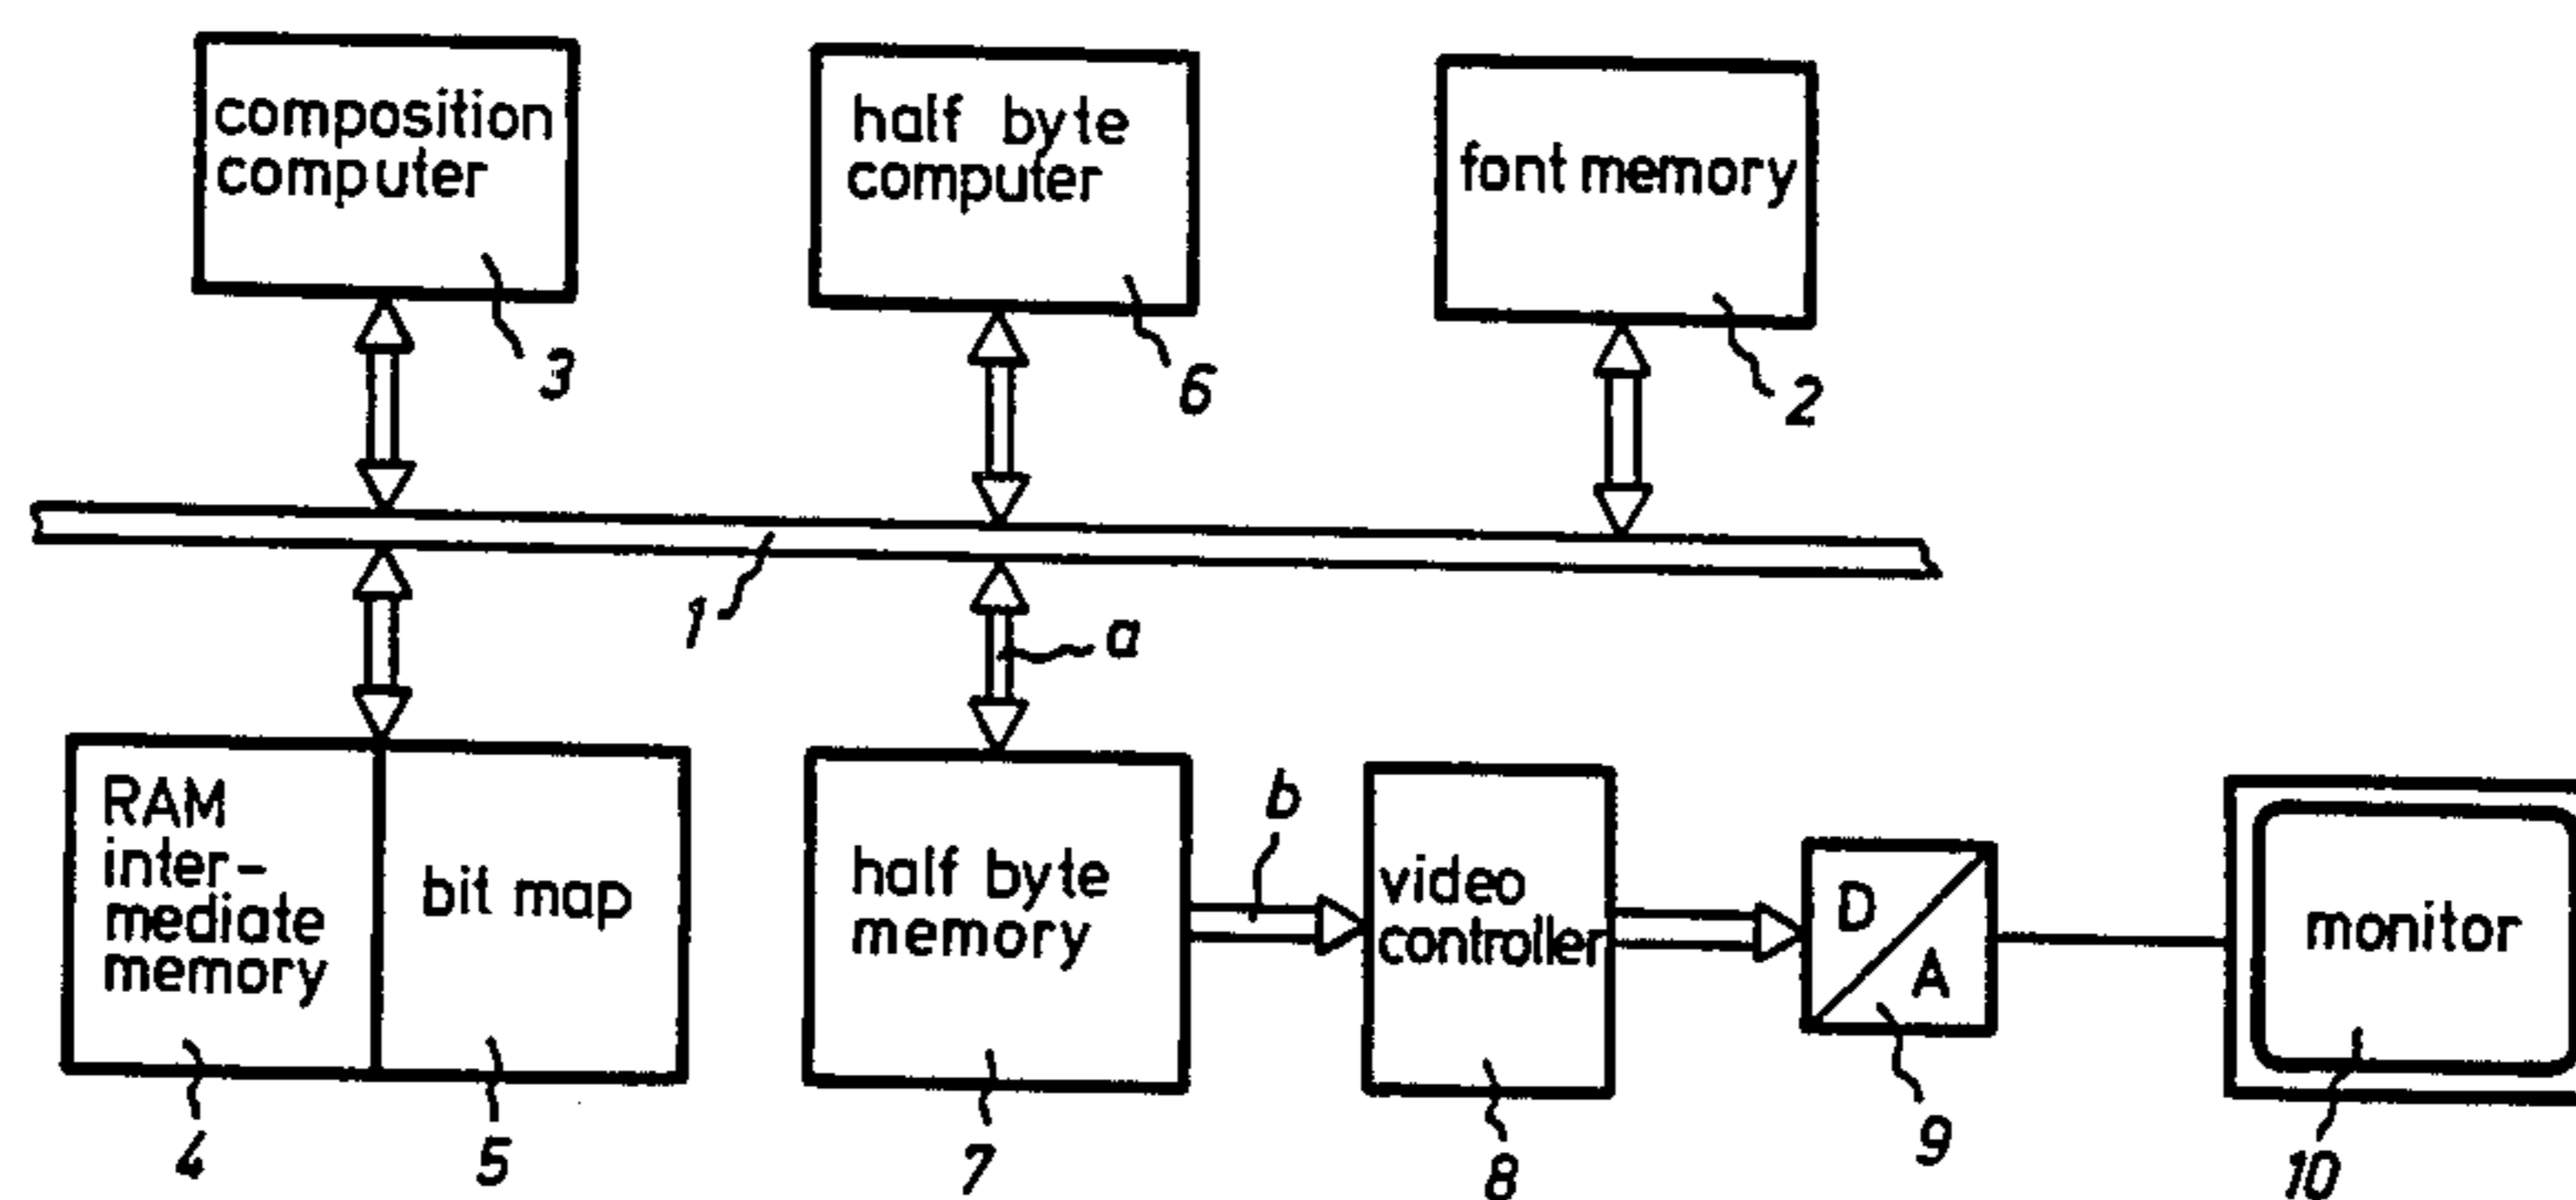 composition
computer
3
half byte
computer
6
font memory
2
1
a
RAM
inter-
mediate
memory
4
bit map
5
half byte
memory
7
b
video
controller
8
D
A
9
monitor
10